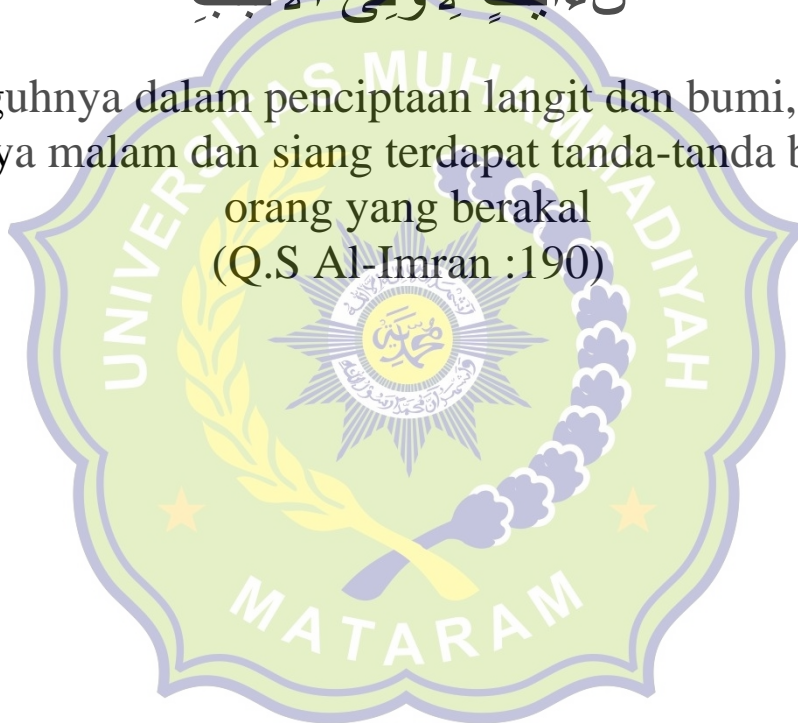 guhnya dalam penciptaan langit dan bumi,
ya malam dan siang terdapat tanda-tanda b
orang yang berakal
(Q.S Al-Imran :190)
UNIVERSITAS MUHAMMADIYAH
MATARAM